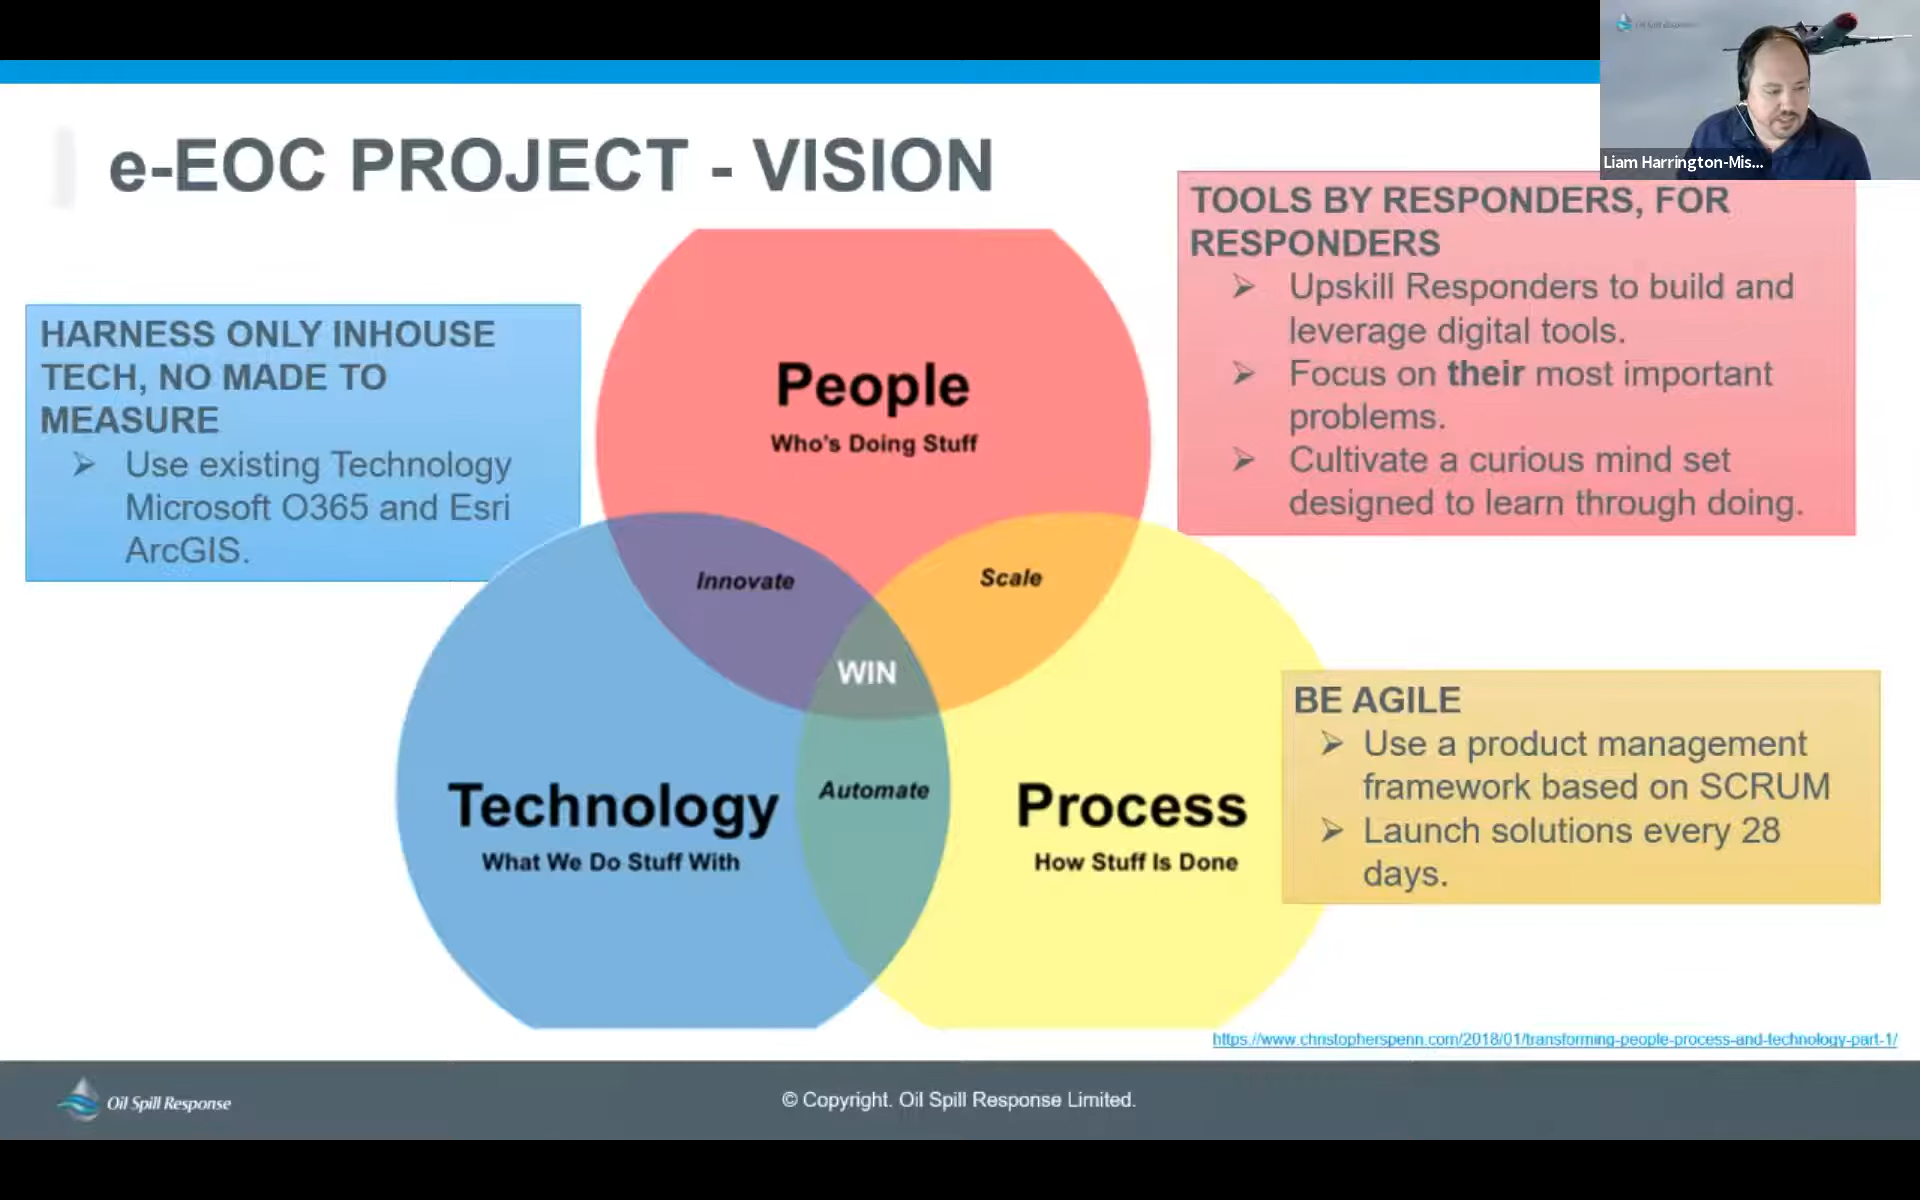 Oil Spill Response
Liam Harrington-Mis...
e-EOC PROJECT - VISION
TOOLS BY RESPONDERS, FOR
RESPONDERS
➢ Upskill Responders to build and
leverage digital tools.
➢ Focus on their most important
problems.
➢ Cultivate a curious mind set
designed to learn through doing.
HARNESS ONLY INHOUSE
TECH, NO MADE TO
MEASURE
➢ Use existing Technology
Microsoft O365 and Esri
ArcGIS.
People
Who's Doing Stuff
Innovate
Scale
WIN
Automate
Technology
What We Do Stuff With
Process
How Stuff Is Done
BE AGILE
➢ Use a product management
framework based on SCRUM
➢ Launch solutions every 28
days.
https://www.christopherspenn.com/2018/01/transforming-people-process-and-technology-part-1/
Oil Spill Response
© Copyright. Oil Spill Response Limited.